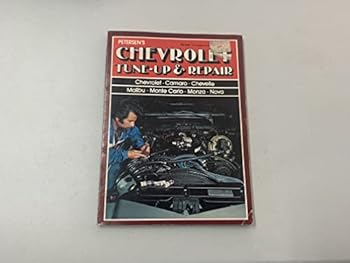 PETERSEN'S
CHEVROLET
TUNE-UP & REPAIR
Chevrolet · Camaro · Chevelle
Malibu · Monte Carlo · Monza · Nova